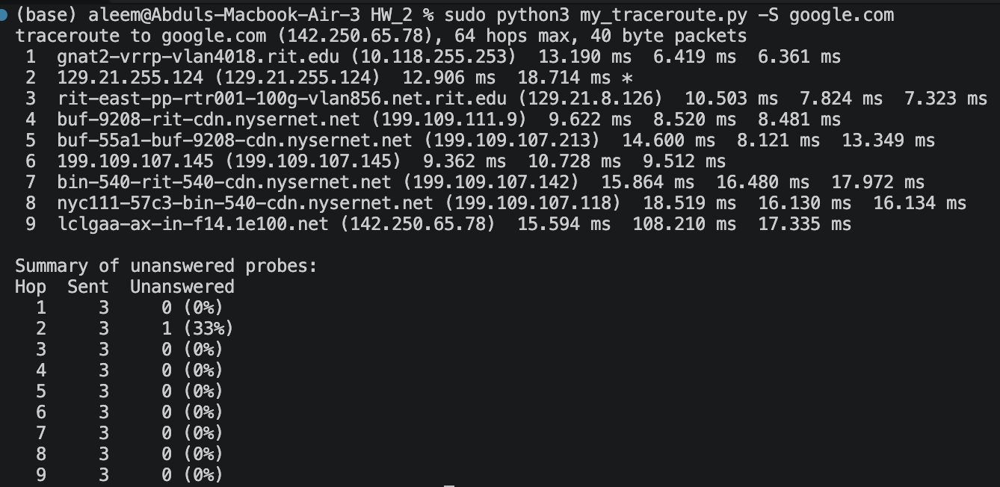 (base) aleem@Abduls-Macbook-Air-3 HW_2 % sudo python3 my_traceroute.py -S google.com
traceroute to google.com (142.250.65.78), 64 hops max, 40 byte packets
 1  gnat2-vrrp-vlan4018.rit.edu (10.118.255.253)  13.190 ms  6.419 ms  6.361 ms
 2  129.21.255.124 (129.21.255.124)  12.906 ms  18.714 ms *
 3  rit-east-pp-rtr001-100g-vlan856.net.rit.edu (129.21.8.126)  10.503 ms  7.824 ms  7.323 ms
 4  buf-9208-rit-cdn.nysernet.net (199.109.111.9)  9.622 ms  8.520 ms  8.481 ms
 5  buf-55a1-buf-9208-cdn.nysernet.net (199.109.107.213)  14.600 ms  8.121 ms  13.349 ms
 6  199.109.107.145 (199.109.107.145)  9.362 ms  10.728 ms  9.512 ms
 7  bin-540-rit-540-cdn.nysernet.net (199.109.107.142)  15.864 ms  16.480 ms  17.972 ms
 8  nyc111-57c3-bin-540-cdn.nysernet.net (199.109.107.118)  18.519 ms  16.130 ms  16.134 ms
 9  lclgaa-ax-in-f14.1e100.net (142.250.65.78)  15.594 ms  108.210 ms  17.335 ms

Summary of unanswered probes:
Hop  Sent  Unanswered
  1     3     0 (0%)
  2     3     1 (33%)
  3     3     0 (0%)
  4     3     0 (0%)
  5     3     0 (0%)
  6     3     0 (0%)
  7     3     0 (0%)
  8     3     0 (0%)
  9     3     0 (0%)